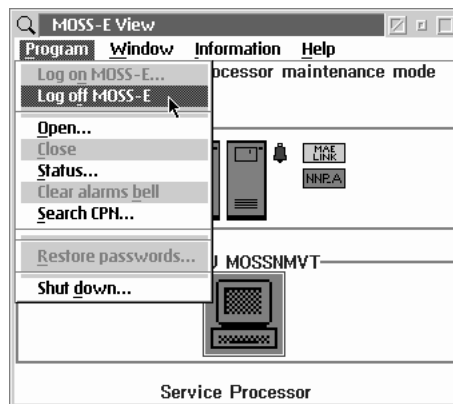 MOSS-E View
Program Window Information Help
Log on MOSS-E...
ocessor maintenance mode
Log off MOSS-E
Open...
Close
Status...
Clear alarms bell
Search CPN...
MAE
LINK
NNP.A
Restore passwords...
MOSSNMVT
Shut down...
Service Processor